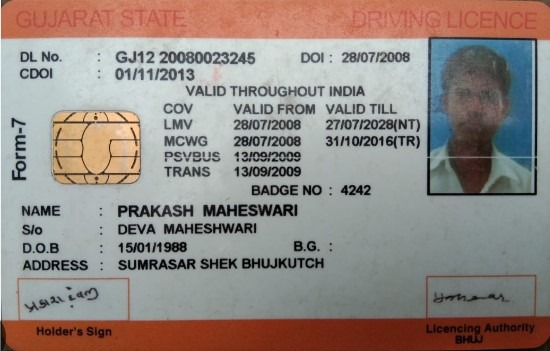 GUJARAT STATE DRIVING LICENCE
DL No. : GJ12 20080023245 DOI : 28/07/2008
CDOI : 01/11/2013
VALID THROUGHOUT INDIA
COV VALID FROM VALID TILL
LMV 28/07/2008 27/07/2028(NT)
MCWG 28/07/2008 31/10/2016(TR)
PSVBUS 13/09/2009
TRANS 13/09/2009
Form-7
BADGE NO : 4242
NAME : PRAKASH MAHESWARI
S/o : DEVA MAHESHWARI
D.O.B : 15/01/1988 B.G. :
ADDRESS : SUMRASAR SHEK BHUJKUTCH
Holder's Sign
Licencing Authority
BHUJ